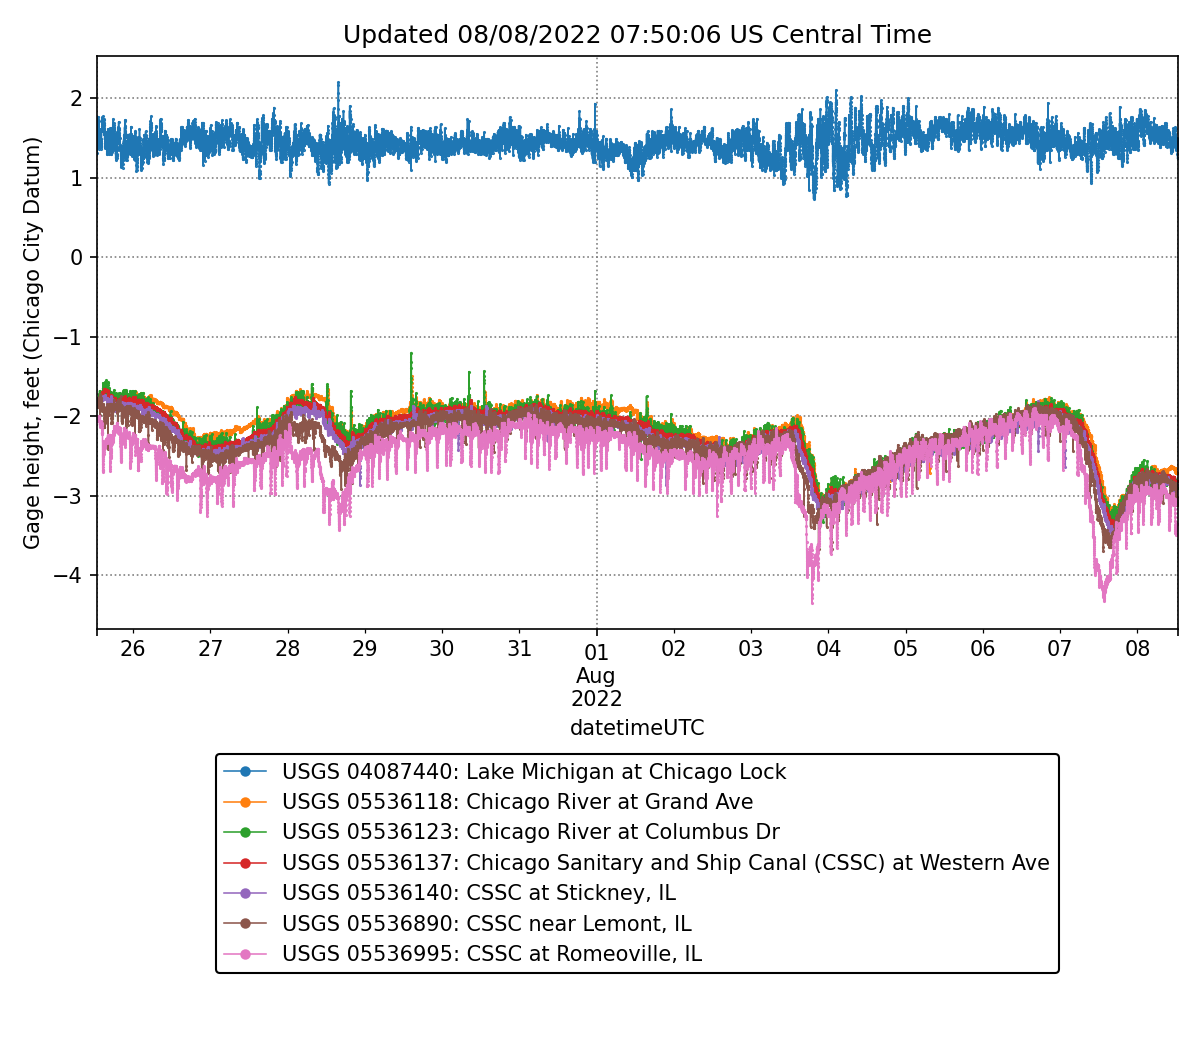 Updated 08/08/2022 07:50:06 US Central Time
Gage height, feet (Chicago City Datum)
2
1
0
−1
−2
−3
−4
26 27 28 29 30 31 01 02 03 04 05 06 07 08
Aug
2022
datetimeUTC
USGS 04087440: Lake Michigan at Chicago Lock
USGS 05536118: Chicago River at Grand Ave
USGS 05536123: Chicago River at Columbus Dr
USGS 05536137: Chicago Sanitary and Ship Canal (CSSC) at Western Ave
USGS 05536140: CSSC at Stickney, IL
USGS 05536890: CSSC near Lemont, IL
USGS 05536995: CSSC at Romeoville, IL